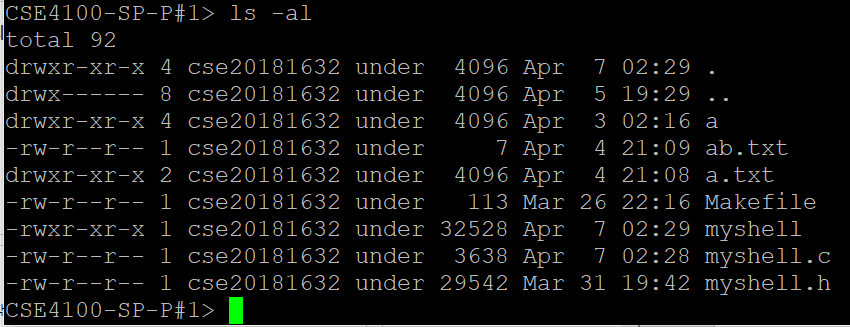 CSE4100-SP-P#1> ls -al
total 92
drwxr-xr-x 4 cse20181632 under  4096 Apr  7 02:29 .
drwx------ 8 cse20181632 under  4096 Apr  5 19:29 ..
drwxr-xr-x 4 cse20181632 under  4096 Apr  3 02:16 a
-rw-r--r-- 1 cse20181632 under     7 Apr  4 21:09 ab.txt
drwxr-xr-x 2 cse20181632 under  4096 Apr  4 21:08 a.txt
-rw-r--r-- 1 cse20181632 under   113 Mar 26 22:16 Makefile
-rwxr-xr-x 1 cse20181632 under 32528 Apr  7 02:29 myshell
-rw-r--r-- 1 cse20181632 under  3638 Apr  7 02:28 myshell.c
-rw-r--r-- 1 cse20181632 under 29542 Mar 31 19:42 myshell.h
CSE4100-SP-P#1>